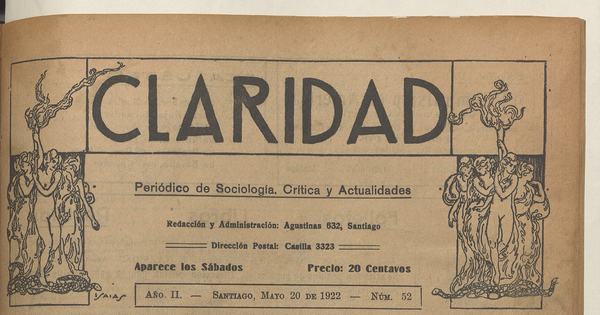 CLARIDAD
Periódico de Sociología, Crítica y Actualidades
Redacción y Administración: Agustinas 632, Santiago
Dirección Postal: Casilla 3323
Aparece los Sábados Precio: 20 Centavos
ISAIAS
AÑO. II. — SANTIAGO, MAYO 20 DE 1922 — NÚM. 52